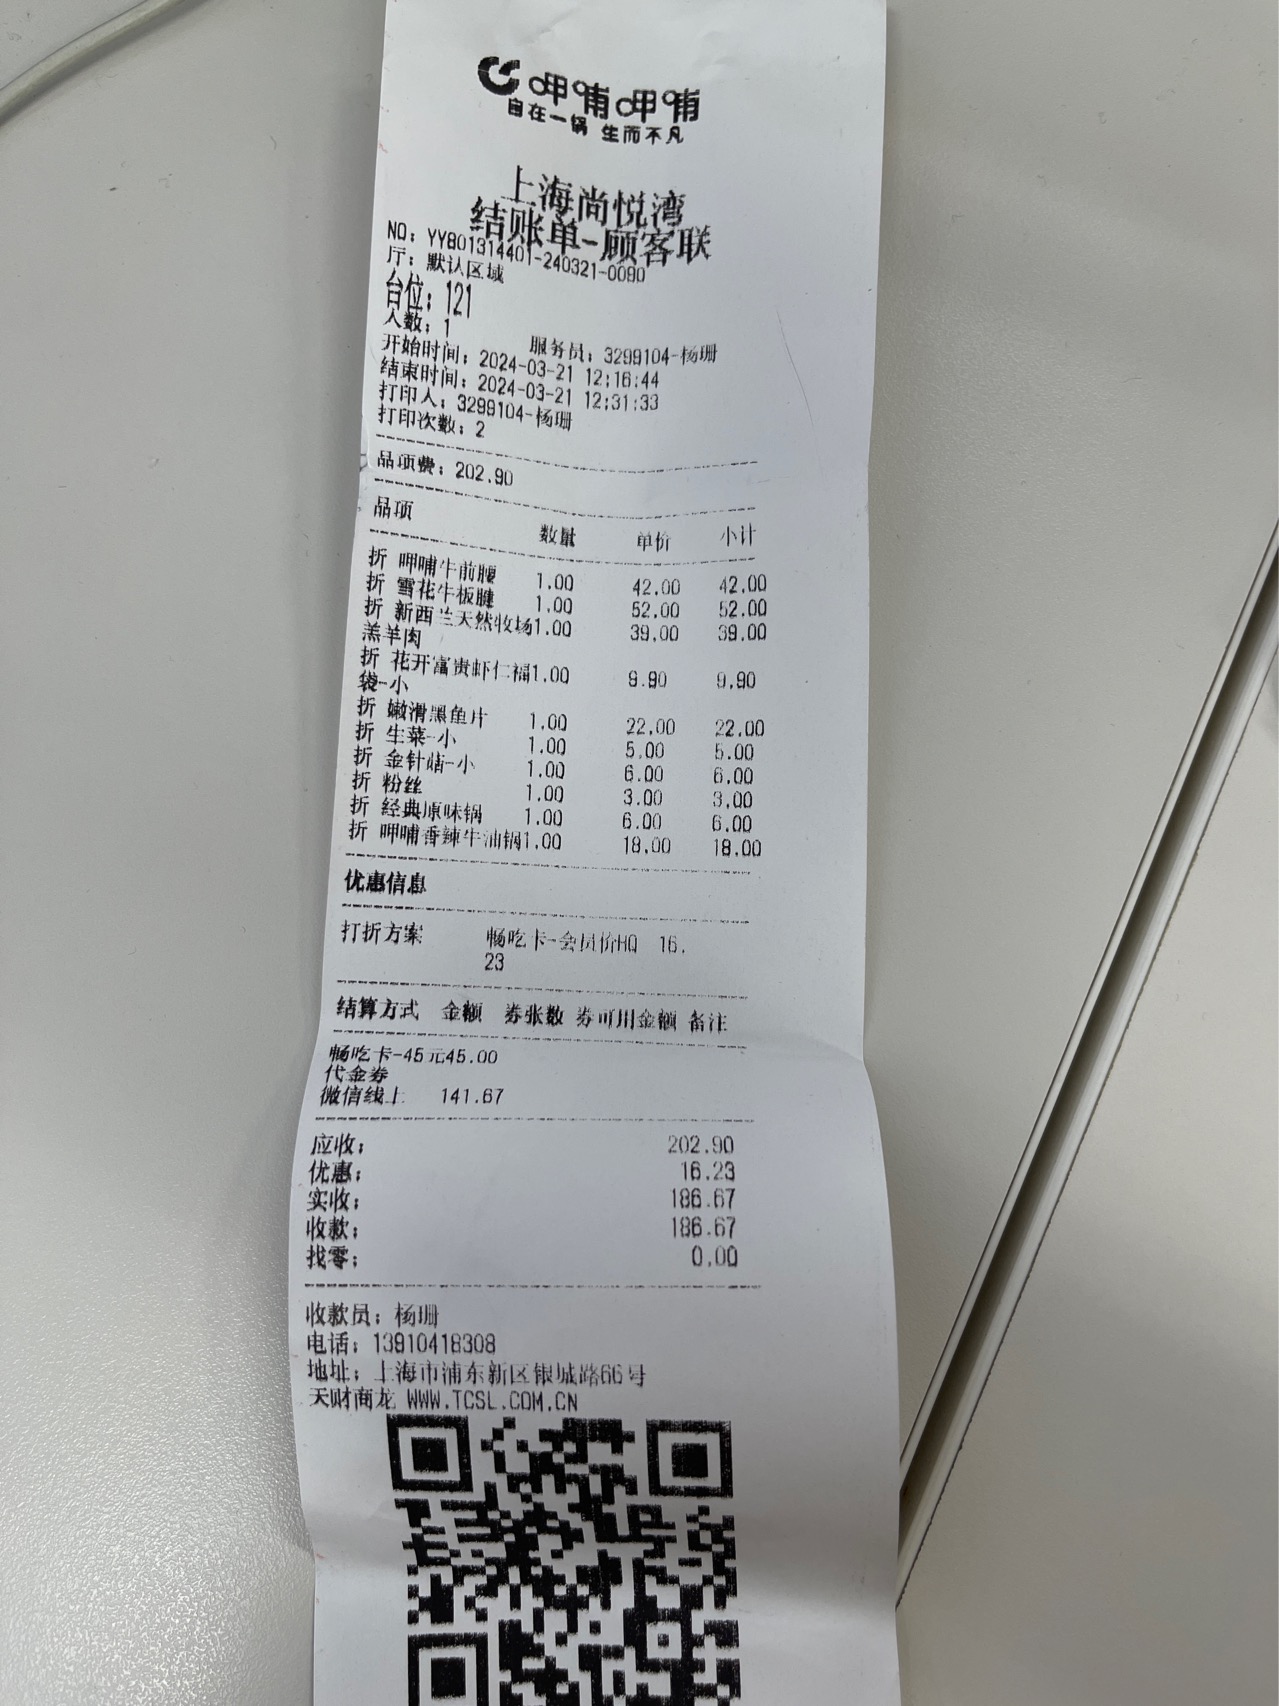 呷哺呷哺
自在一锅 生而不凡
上海尚悦湾
结账单-顾客联
NO: YY801314401-240321-0090
厅: 默认区域
台位: 121
人数: 1
服务员: 3299104-杨珊
开始时间: 2024-03-21 12:16:44
结束时间: 2024-03-21 12:31:33
打印人: 3299104-杨珊
打印次数: 2
品项费: 202.90
品项 数量 单价 小计
折 呷哺牛前腰 1.00 42.00 42.00
折 雪花牛板腱 1.00 52.00 52.00
折 新西兰天然牧场1.00 39.00 39.00
羔羊肉
折 花开富贵虾仁福1.00 9.90 9.90
袋-小
折 嫩滑黑鱼片 1.00 22.00 22.00
折 生菜-小 1.00 5.00 5.00
折 金针菇-小 1.00 6.00 6.00
折 粉丝 1.00 3.00 3.00
折 经典原味锅 1.00 6.00 6.00
折 呷哺香辣牛油锅1.00 18.00 18.00
优惠信息
打折方案 畅吃卡-会员价HQ 16.
23
结算方式 金额 券张数 券可用金额 备注
畅吃卡-45元45.00
代金券
微信线上 141.67
应收: 202.90
优惠: 16.23
实收: 186.67
收款: 186.67
找零: 0.00
收款员: 杨珊
电话: 13910418308
地址: 上海市浦东新区银城路66号
天财商龙 WWW.TCSL.COM.CN